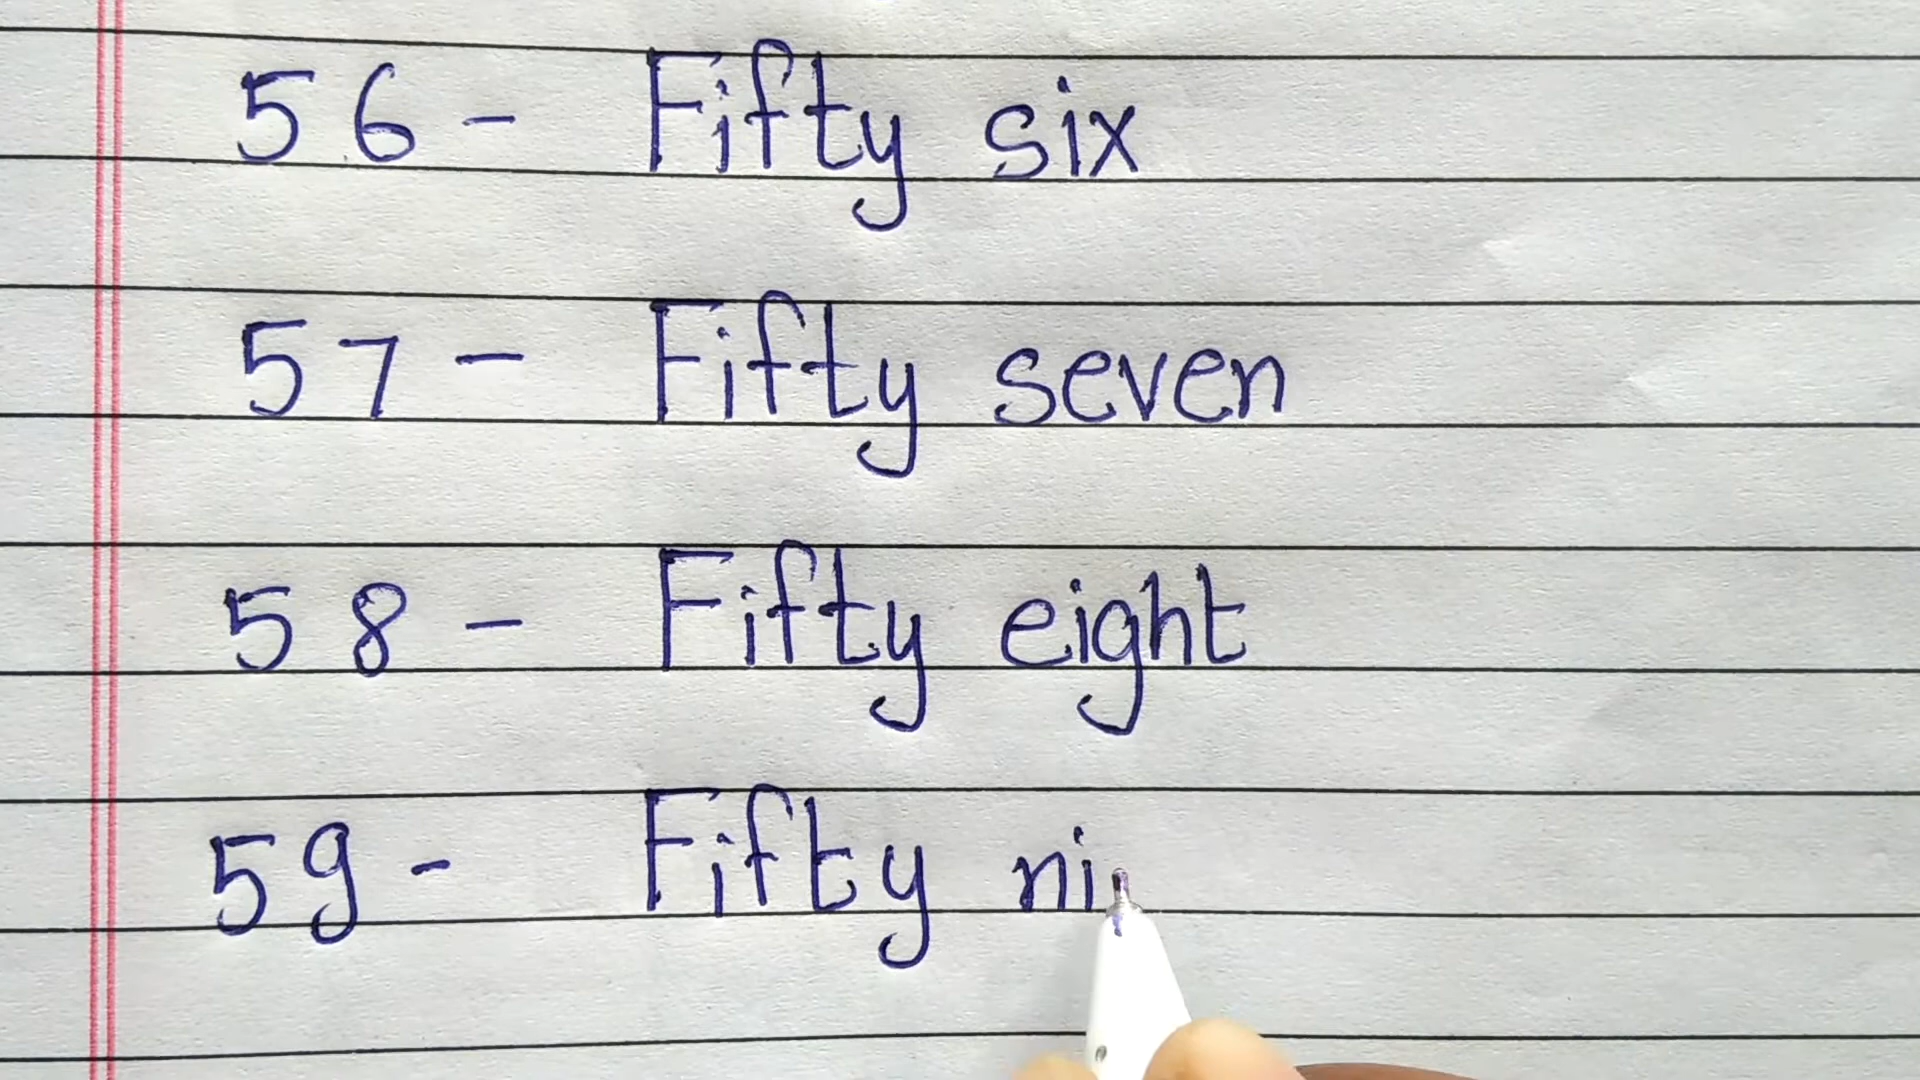 56 - Fifty six
57 - Fifty seven
58 - Fifty eight
59 - Fifty ni